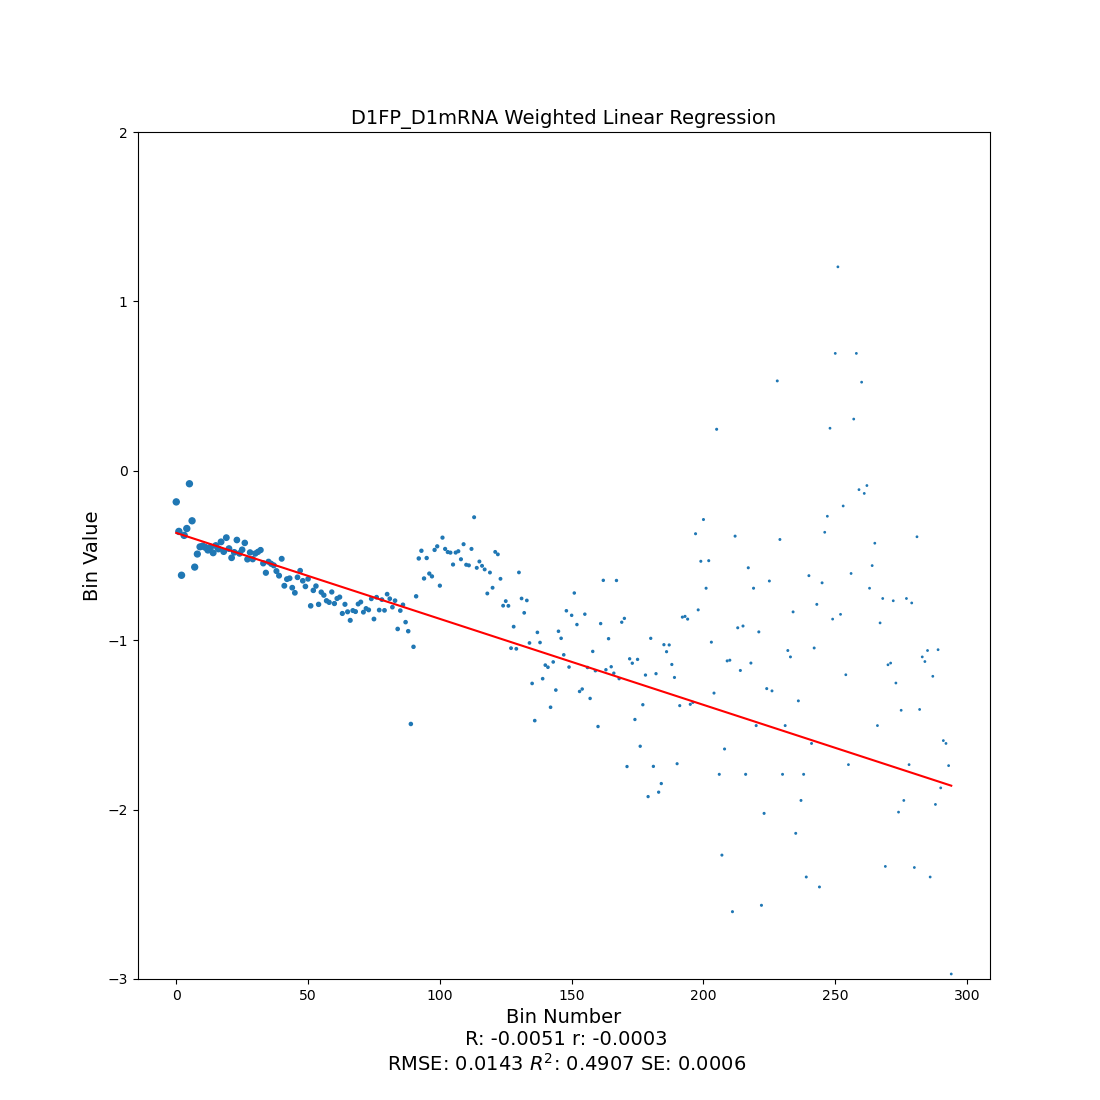 D1FP_D1mRNA Weighted Linear Regression
2
1
0
−1
−2
−3
Bin Value
0 50 100 150 200 250 300
Bin Number
R: -0.0051 r: -0.0003
RMSE: 0.0143 R²: 0.4907 SE: 0.0006